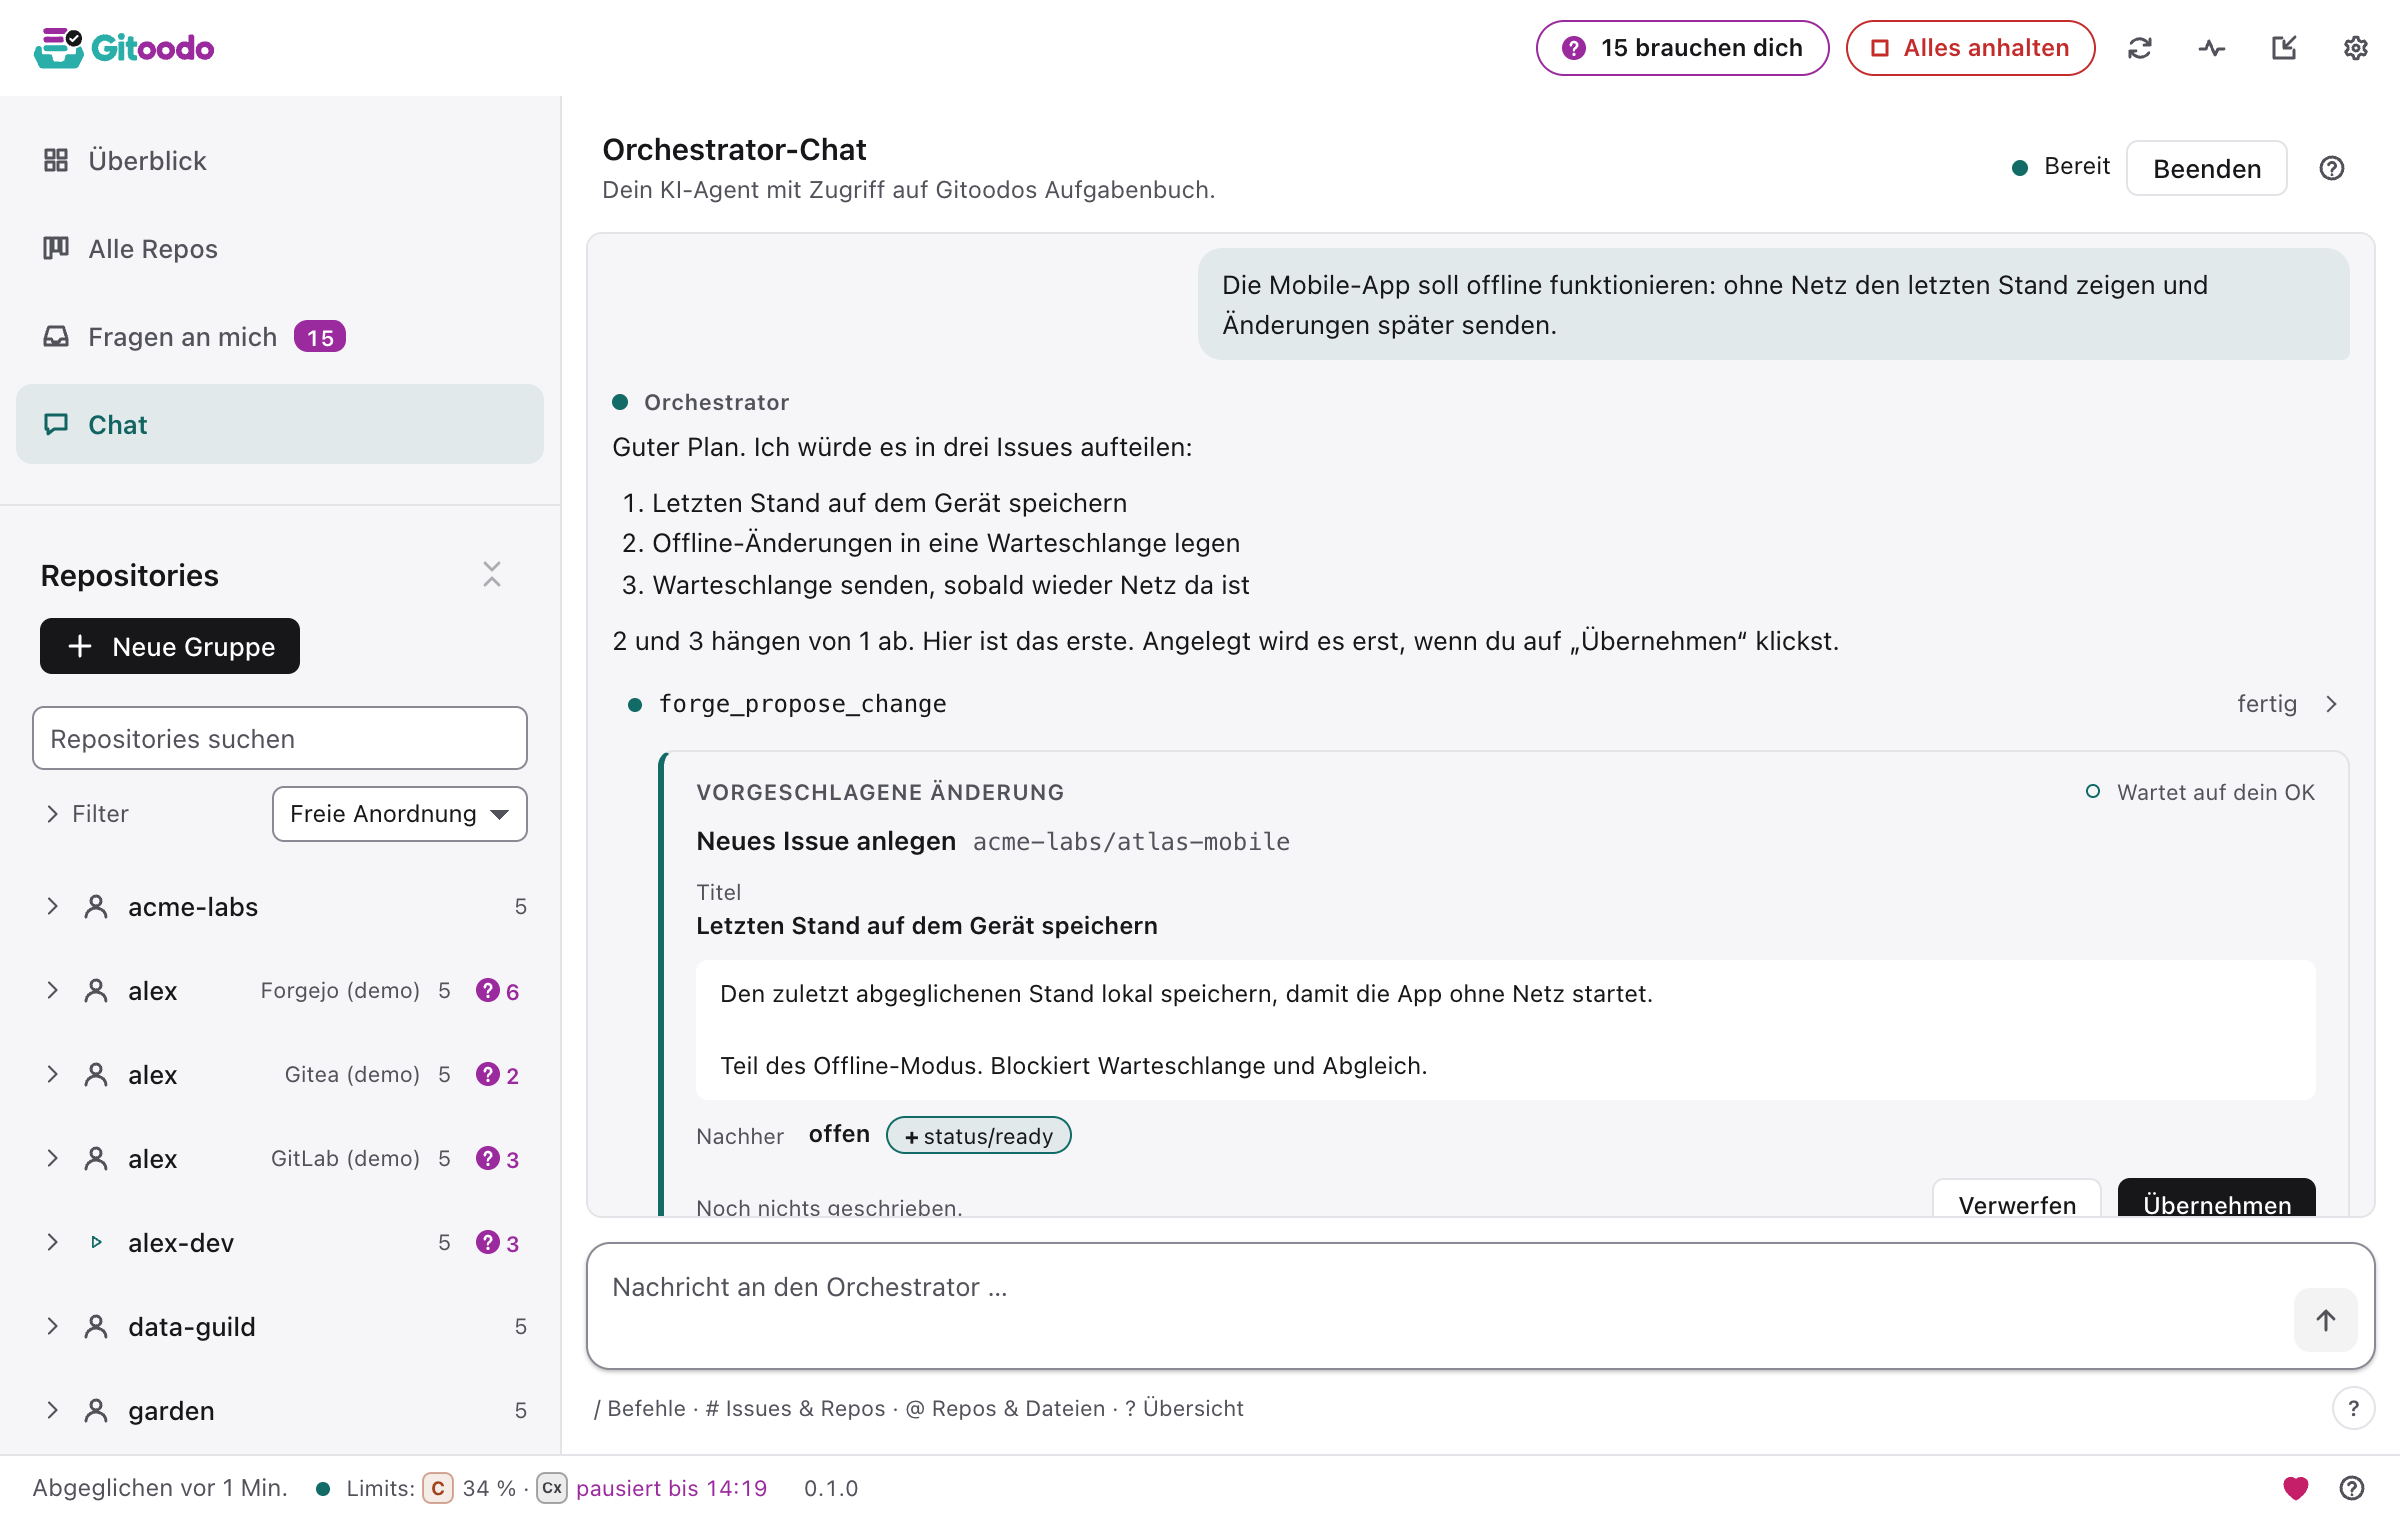 Gitoodo
15 brauchen dich
Alles anhalten
Überblick
Alle Repos
Fragen an mich 15
Chat
Repositories
Neue Gruppe
Repositories suchen
Filter
Freie Anordnung
acme-labs 5
alex Forgejo (demo) 5 ? 6
alex Gitea (demo) 5 ? 2
alex GitLab (demo) 5 ? 3
alex-dev 5 ? 3
data-guild 5
garden 5
Orchestrator-Chat
Dein KI-Agent mit Zugriff auf Gitoodos Aufgabenbuch.
Bereit
Beenden
Die Mobile-App soll offline funktionieren: ohne Netz den letzten Stand zeigen und
Änderungen später senden.
Orchestrator
Guter Plan. Ich würde es in drei Issues aufteilen:
1. Letzten Stand auf dem Gerät speichern
2. Offline-Änderungen in eine Warteschlange legen
3. Warteschlange senden, sobald wieder Netz da ist
2 und 3 hängen von 1 ab. Hier ist das erste. Angelegt wird es erst, wenn du auf „Übernehmen“ klickst.
forge_propose_change fertig
VORGESCHLAGENE ÄNDERUNG
Wartet auf dein OK
Neues Issue anlegen acme-labs/atlas-mobile
Titel
Letzten Stand auf dem Gerät speichern
Den zuletzt abgeglichenen Stand lokal speichern, damit die App ohne Netz startet.
Teil des Offline-Modus. Blockiert Warteschlange und Abgleich.
Nachher offen + status/ready
Noch nichts geschrieben.
Verwerfen
Übernehmen
Nachricht an den Orchestrator ...
/ Befehle · # Issues & Repos · @ Repos & Dateien · ? Übersicht
?
Abgeglichen vor 1 Min. Limits: C 34 % · Cx pausiert bis 14:19 0.1.0